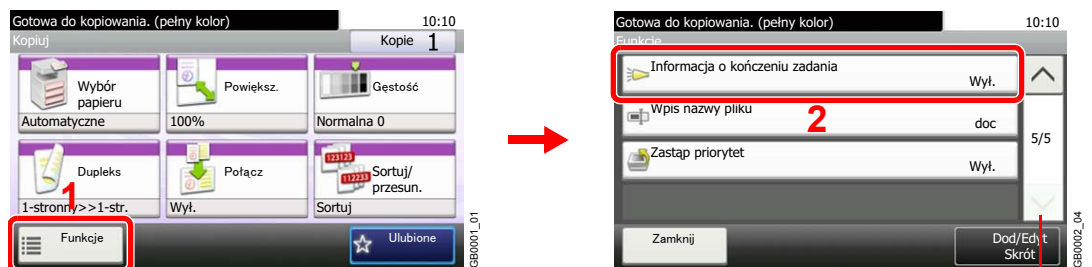 Gotowa do kopiowania. (pełny kolor)
10:10
Kopiuj
Kopie 1
Wybór
papieru
Automatyczne
Powiększ.
100%
Gęstość
Normalna 0
Dupleks
1
1-stronny>>1-str.
Połącz
Wył.
123123
112233
Sortuj/
przesun.
Sortuj
Funkcje
Ulubione
GB0001_01
Gotowa do kopiowania. (pełny kolor)
10:10
Funkcje
Informacja o kończeniu zadania
Wył.
Wpis nazwy pliku
doc
2
Zastąp priorytet
Wył.
5/5
Zamknij
Dod/Edyt
Skrót
GB0002_04